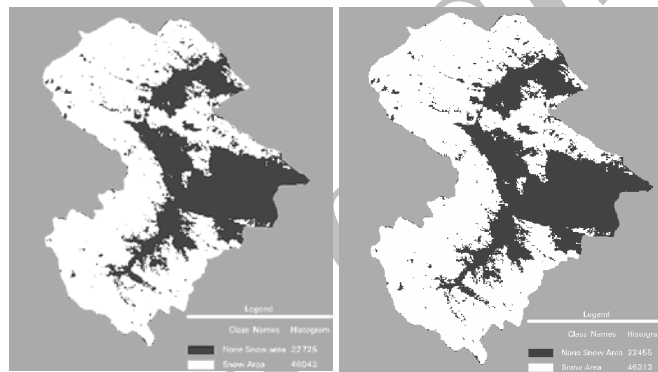 Legend
Class Names Histogram
None Snow area 22725
Snow Area 46043
Legend
Class Names Histogra
None Snow area 22455
Snow Area 46313